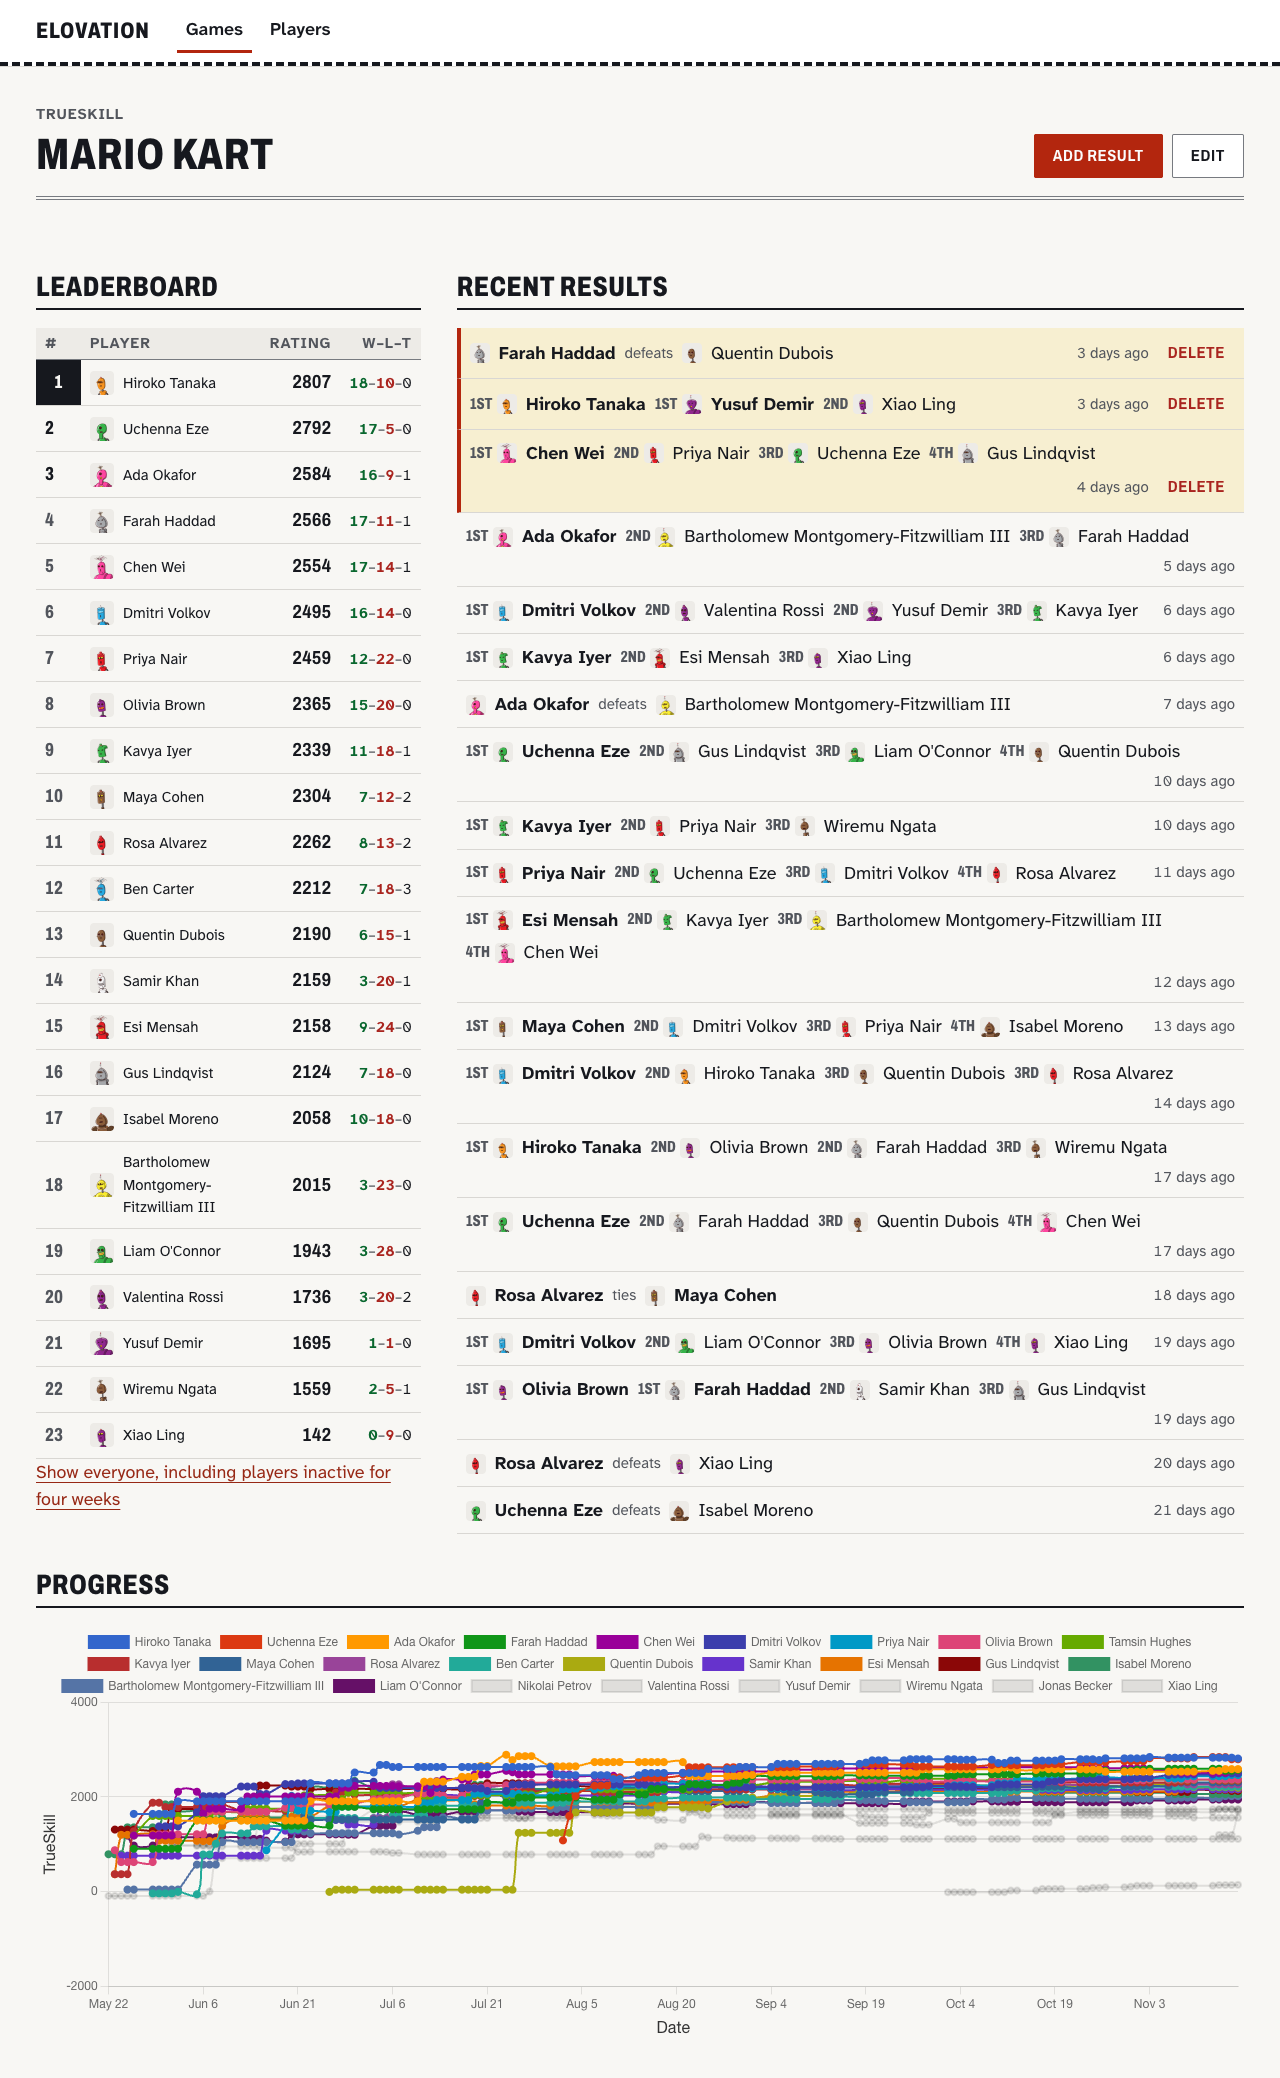 ELOVATION Games Players
TRUESKILL
MARIO KART
ADD RESULT EDIT
LEADERBOARD
# PLAYER RATING W–L–T
1 Hiroko Tanaka 2807 18–10–0
2 Uchenna Eze 2792 17–5–0
3 Ada Okafor 2584 16–9–1
4 Farah Haddad 2566 17–11–1
5 Chen Wei 2554 17–14–1
6 Dmitri Volkov 2495 16–14–0
7 Priya Nair 2459 12–22–0
8 Olivia Brown 2365 15–20–0
9 Kavya Iyer 2339 11–18–1
10 Maya Cohen 2304 7–12–2
11 Rosa Alvarez 2262 8–13–2
12 Ben Carter 2212 7–18–3
13 Quentin Dubois 2190 6–15–1
14 Samir Khan 2159 3–20–1
15 Esi Mensah 2158 9–24–0
16 Gus Lindqvist 2124 7–18–0
17 Isabel Moreno 2058 10–18–0
Bartholomew
18 Montgomery- 2015 3–23–0
Fitzwilliam III
19 Liam O'Connor 1943 3–28–0
20 Valentina Rossi 1736 3–20–2
21 Yusuf Demir 1695 1–1–0
22 Wiremu Ngata 1559 2–5–0
23 Xiao Ling 142 0–9–0
Show everyone, including players inactive for
four weeks
RECENT RESULTS
Farah Haddad defeats Quentin Dubois 3 days ago DELETE
1ST Hiroko Tanaka 1ST Yusuf Demir 2ND Xiao Ling 3 days ago DELETE
1ST Chen Wei 2ND Priya Nair 3RD Uchenna Eze 4TH Gus Lindqvist
4 days ago DELETE
1ST Ada Okafor 2ND Bartholomew Montgomery-Fitzwilliam III 3RD Farah Haddad
5 days ago
1ST Dmitri Volkov 2ND Valentina Rossi 2ND Yusuf Demir 3RD Kavya Iyer 6 days ago
1ST Kavya Iyer 2ND Esi Mensah 3RD Xiao Ling 6 days ago
Ada Okafor defeats Bartholomew Montgomery-Fitzwilliam III 7 days ago
1ST Uchenna Eze 2ND Gus Lindqvist 3RD Liam O'Connor 4TH Quentin Dubois
10 days ago
1ST Kavya Iyer 2ND Priya Nair 3RD Wiremu Ngata 10 days ago
1ST Priya Nair 2ND Uchenna Eze 3RD Dmitri Volkov 4TH Rosa Alvarez 11 days ago
1ST Esi Mensah 2ND Kavya Iyer 3RD Bartholomew Montgomery-Fitzwilliam III
4TH Chen Wei
12 days ago
1ST Maya Cohen 2ND Dmitri Volkov 3RD Priya Nair 4TH Isabel Moreno 13 days ago
1ST Dmitri Volkov 2ND Hiroko Tanaka 3RD Quentin Dubois 3RD Rosa Alvarez
14 days ago
1ST Hiroko Tanaka 2ND Olivia Brown 2ND Farah Haddad 3RD Wiremu Ngata
17 days ago
1ST Uchenna Eze 2ND Farah Haddad 3RD Quentin Dubois 4TH Chen Wei
17 days ago
Rosa Alvarez ties Maya Cohen 18 days ago
1ST Dmitri Volkov 2ND Liam O'Connor 3RD Olivia Brown 4TH Xiao Ling 19 days ago
1ST Olivia Brown 1ST Farah Haddad 2ND Samir Khan 3RD Gus Lindqvist
19 days ago
Rosa Alvarez defeats Xiao Ling 20 days ago
Uchenna Eze defeats Isabel Moreno 21 days ago
PROGRESS
Hiroko Tanaka Uchenna Eze Ada Okafor Farah Haddad Chen Wei Dmitri Volkov Priya Nair Olivia Brown Tamsin Hughes
Kavya Iyer Maya Cohen Rosa Alvarez Ben Carter Quentin Dubois Samir Khan Esi Mensah Gus Lindqvist Isabel Moreno
Bartholomew Montgomery-Fitzwilliam III Liam O'Connor Nikolai Petrov Valentina Rossi Yusuf Demir Wiremu Ngata Jonas Becker Xiao Ling
4000
2000
0
-2000
TrueSkill
May 22 Jun 6 Jun 21 Jul 6 Jul 21 Aug 5 Aug 20 Sep 4 Sep 19 Oct 4 Oct 19 Nov 3
Date